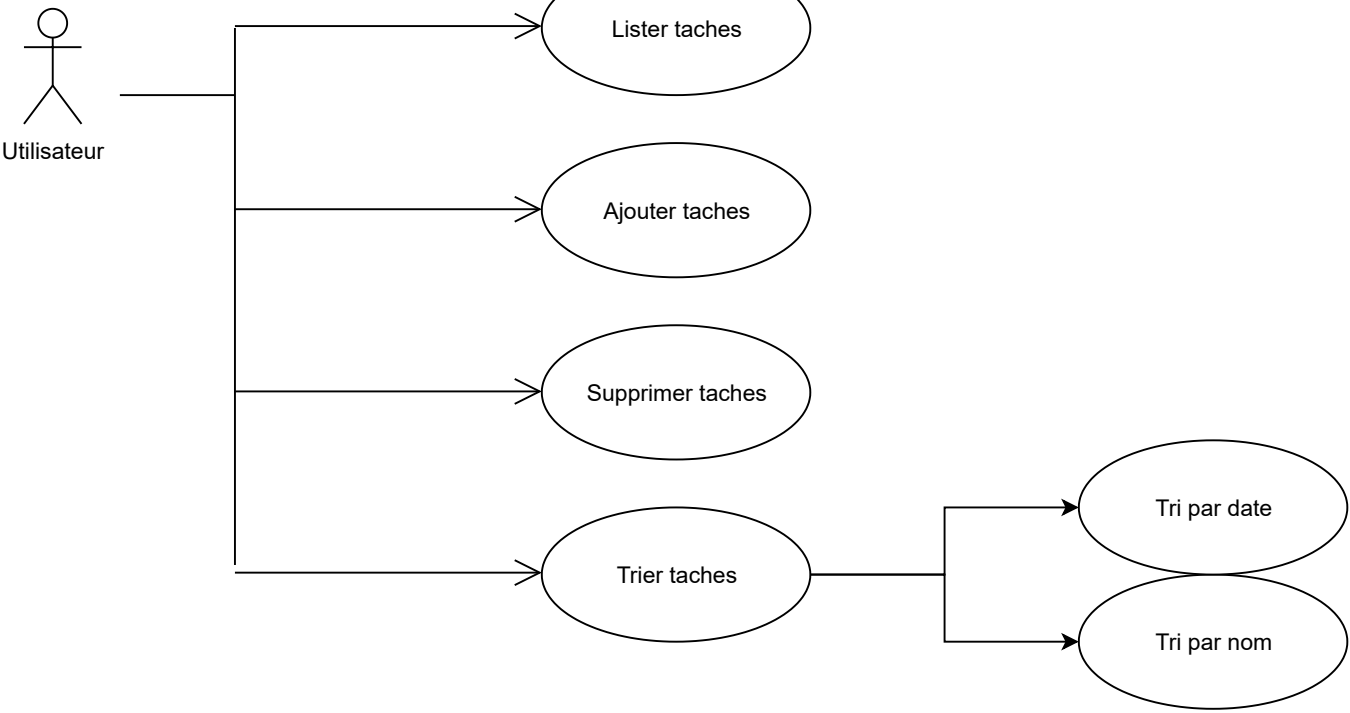 Lister taches
Utilisateur
Ajouter taches
Supprimer taches
Tri par date
Trier taches
Tri par nom